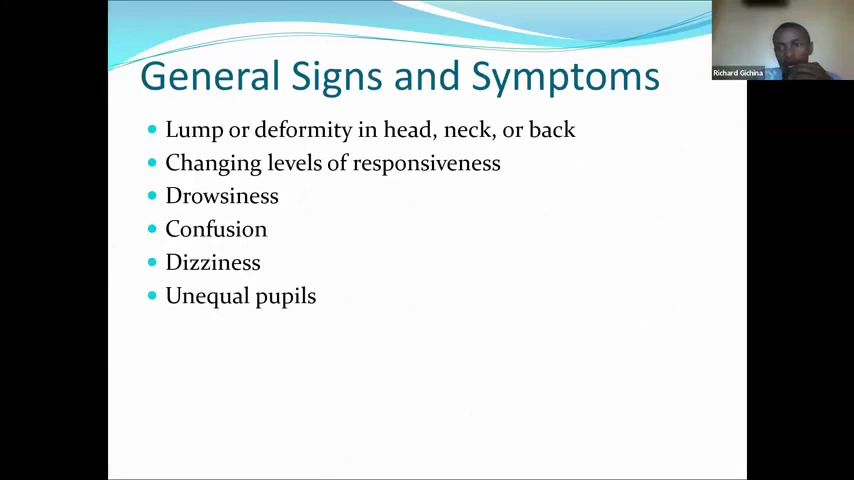 General Signs and Symptoms
Richard Gichina
• Lump or deformity in head, neck, or back
• Changing levels of responsiveness
• Drowsiness
• Confusion
• Dizziness
• Unequal pupils